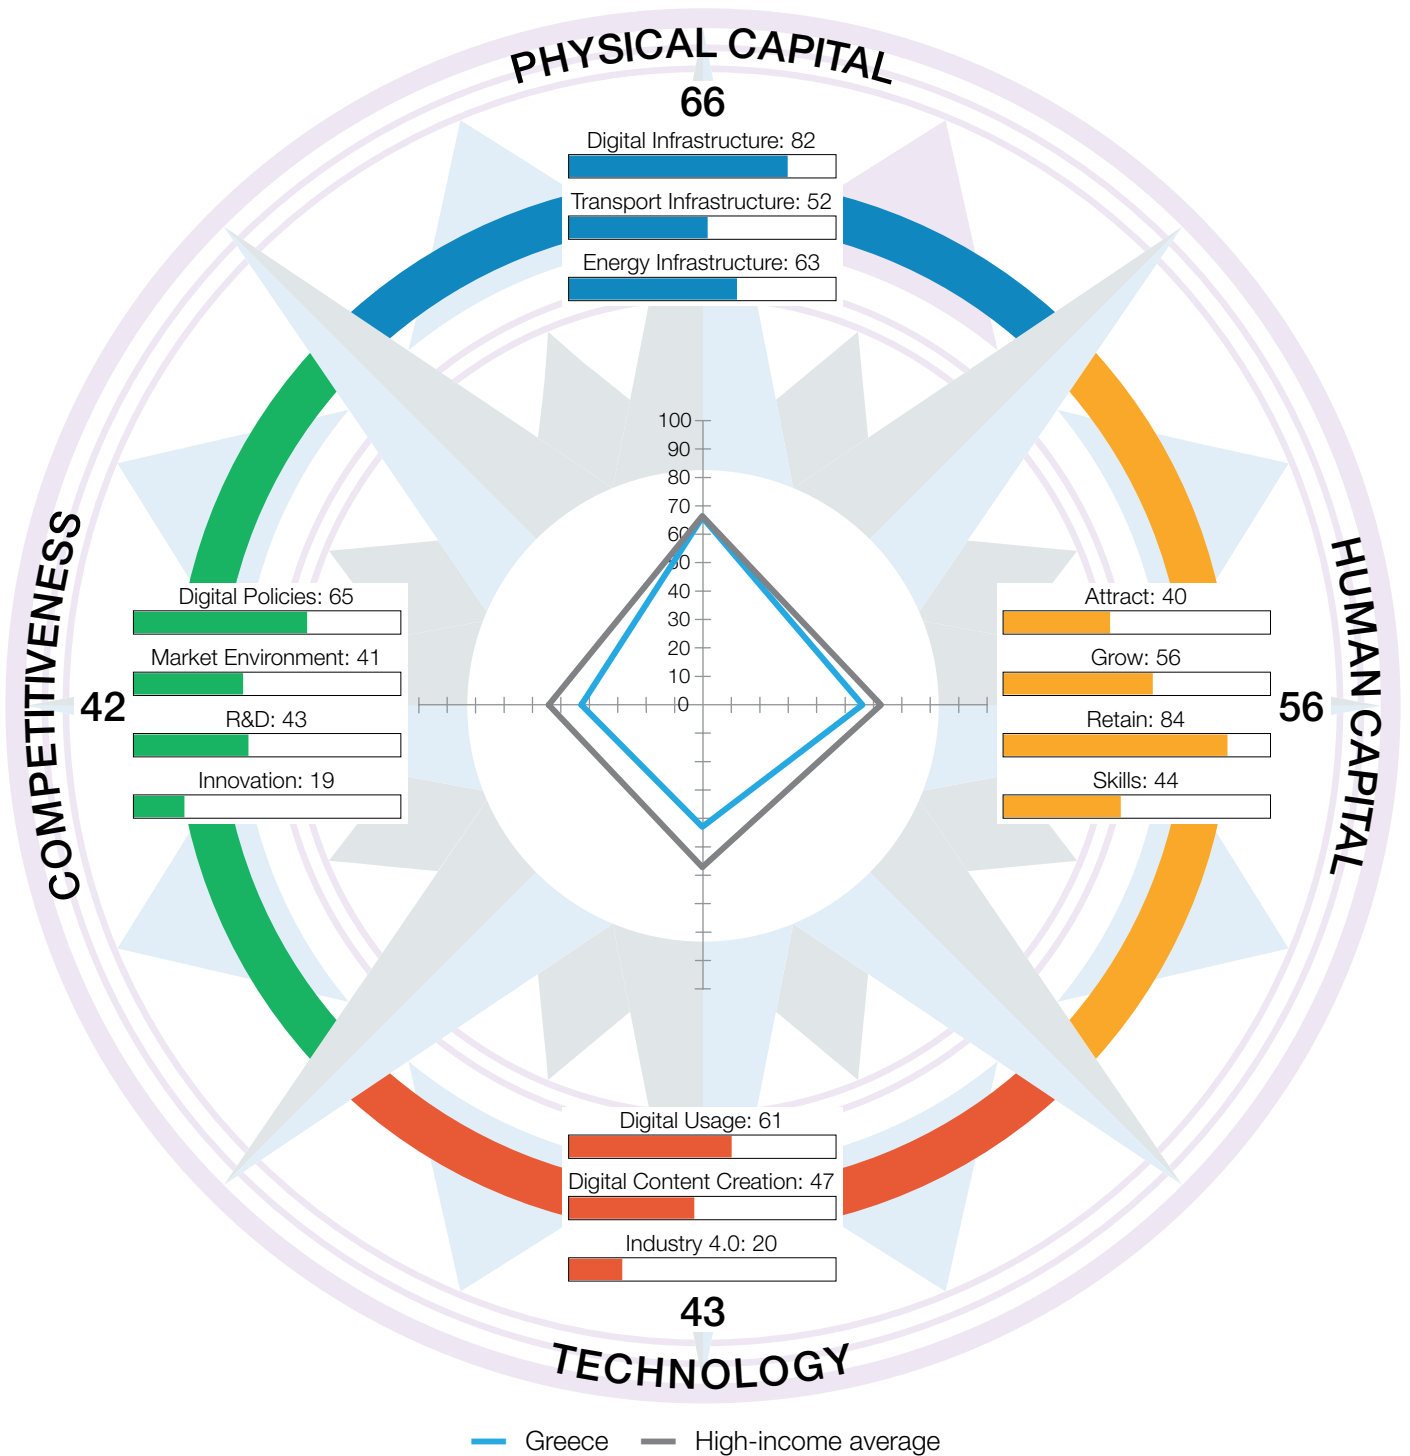 PHYSICAL CAPITAL
66
Digital Infrastructure: 82
Transport Infrastructure: 52
Energy Infrastructure: 63
100
90
80
70
60
50
40
30
20
10
0
COMPETITIVENESS
42
Digital Policies: 65
Market Environment: 41
R&D: 43
Innovation: 19
HUMAN CAPITAL
56
Attract: 40
Grow: 56
Retain: 84
Skills: 44
Digital Usage: 61
Digital Content Creation: 47
Industry 4.0: 20
43
TECHNOLOGY
Greece
High-income average